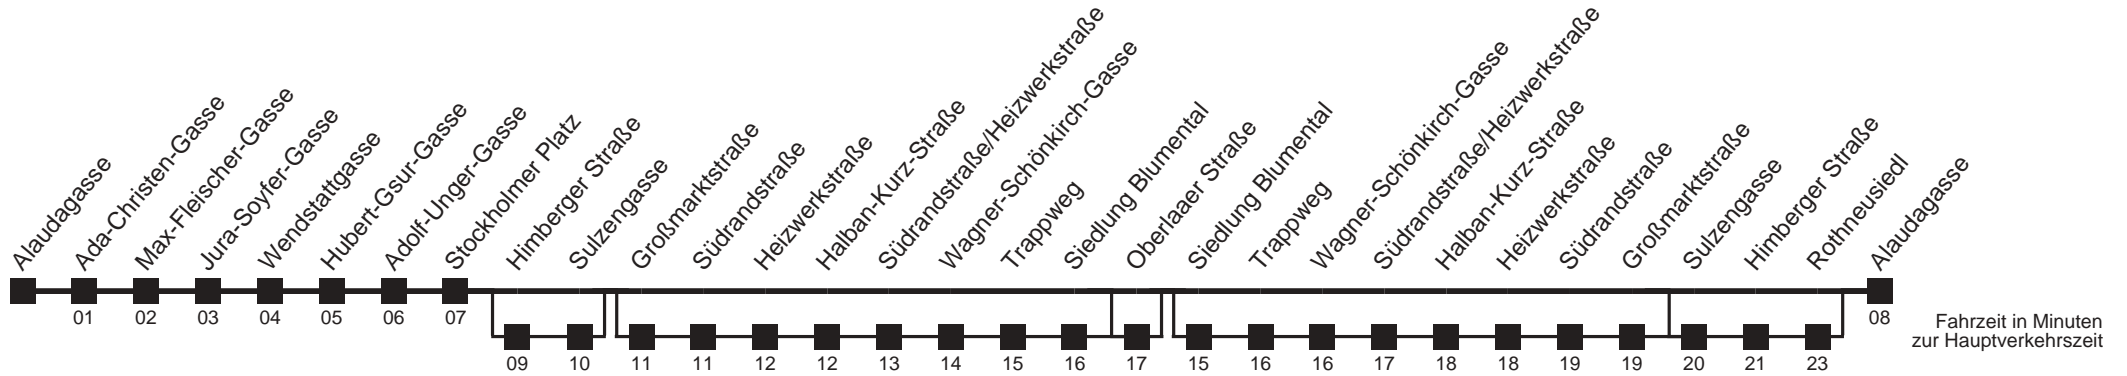 Alaudagasse
Ada-Christen-Gasse
Max-Fleischer-Gasse
Jura-Soyfer-Gasse
Wendstattgasse
Hubert-Gsur-Gasse
Adolf-Unger-Gasse
Stockholmer Platz
Himberger Straße
Sulzengasse
Großmarktstraße
Südrandstraße
Heizwerkstraße
Halban-Kurz-Straße
Südrandstraße/Heizwerkstraße
Wagner-Schönkirch-Gasse
Trappweg
Siedlung Blumental
Oberlaaer Straße
Siedlung Blumental
Trappweg
Wagner-Schönkirch-Gasse
Südrandstraße/Heizwerkstraße
Halban-Kurz-Straße
Heizwerkstraße
Südrandstraße
Großmarktstraße
Sulzengasse
Himberger Straße
Rothneusiedl
Alaudagasse
01 02 03 04 05 06 07 08
09 10 11 11 12 12 13 14 15 16 17 15 16 16 17 18 18 19 19 20 21 23
Fahrzeit in Minuten
zur Hauptverkehrszeit